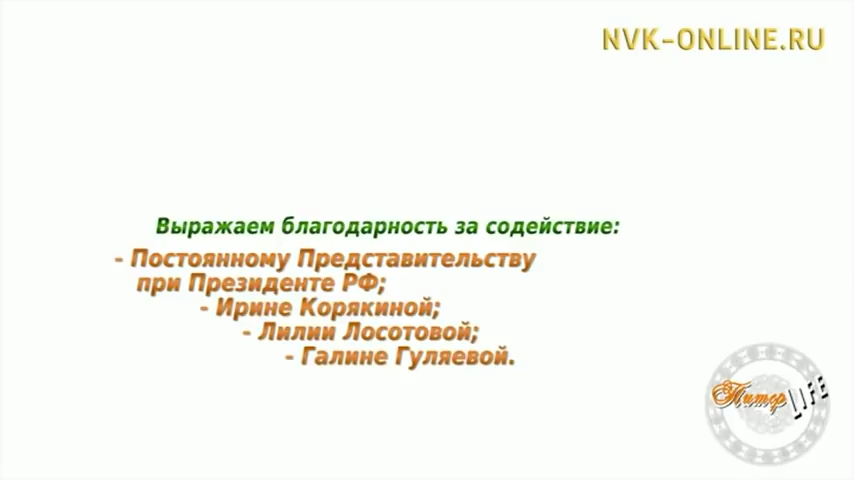 NVK-ONLINE.RU
Выражаем благодарность за содействие:
- Постоянному Представительству
при Президенте РФ;
- Ирине Корякиной;
- Лилии Лосотовой;
- Галине Гуляевой.
Питер LIFE